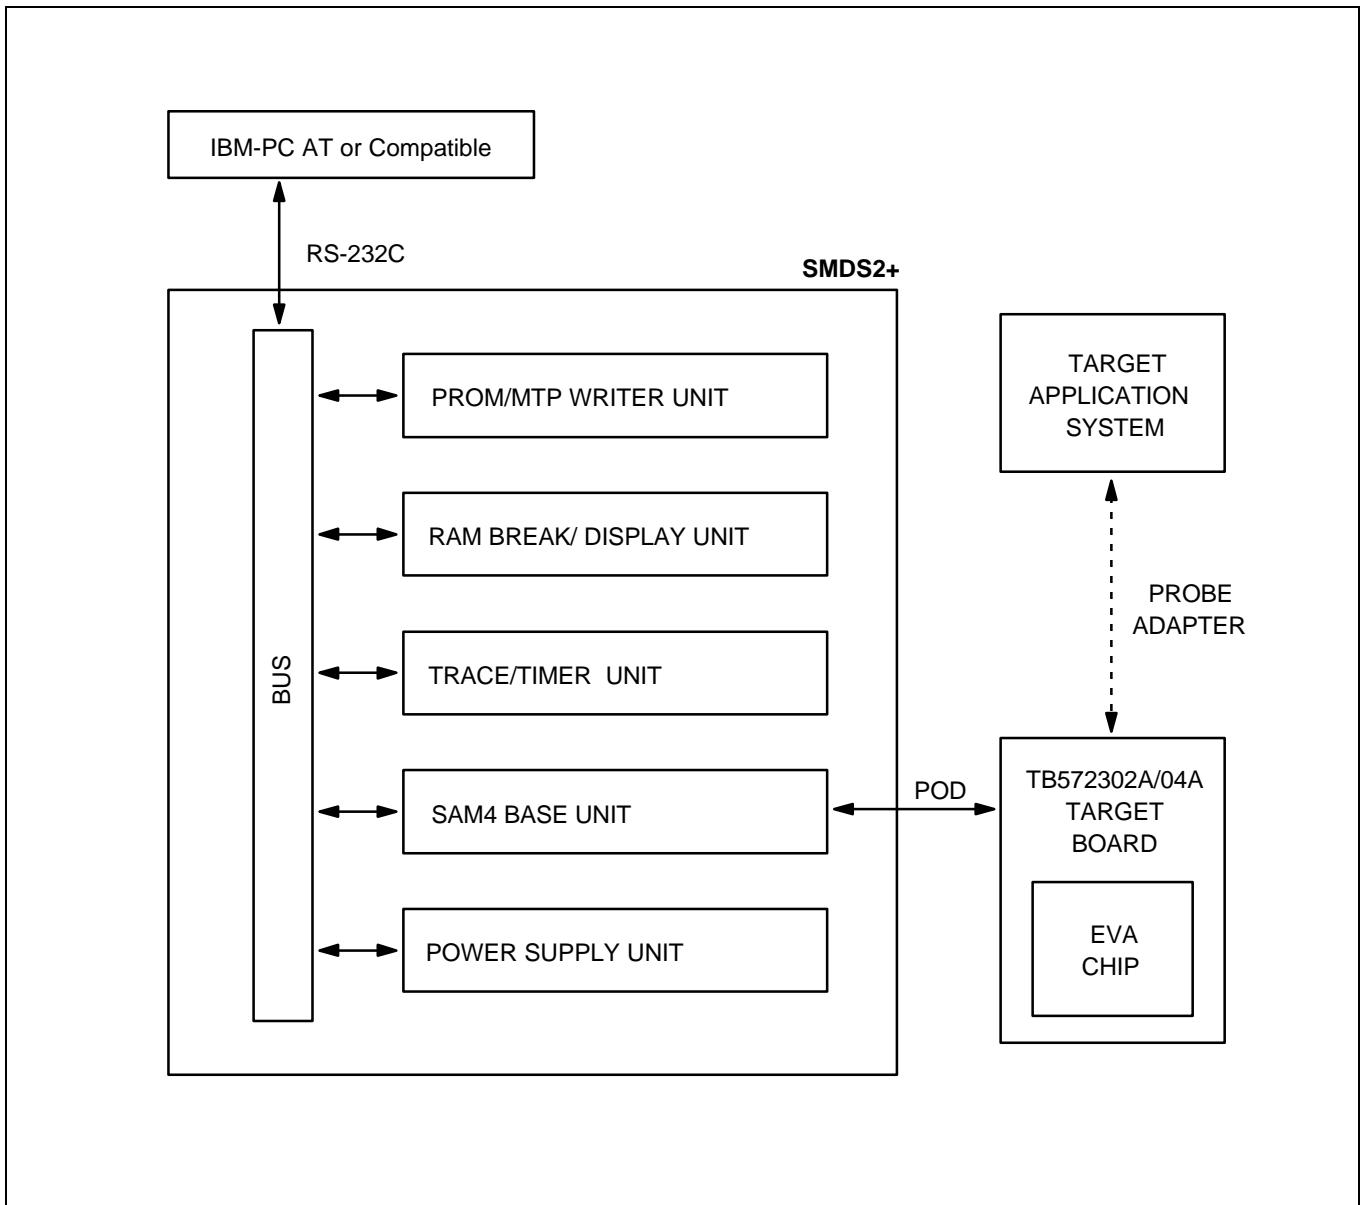 IBM-PC AT or Compatible
RS-232C
SMDS2+
BUS
PROM/MTP WRITER UNIT
RAM BREAK/ DISPLAY UNIT
TRACE/TIMER  UNIT
SAM4 BASE UNIT
POWER SUPPLY UNIT
POD
TARGET
APPLICATION
SYSTEM
PROBE
ADAPTER
TB572302A/04A
TARGET
BOARD
EVA
CHIP